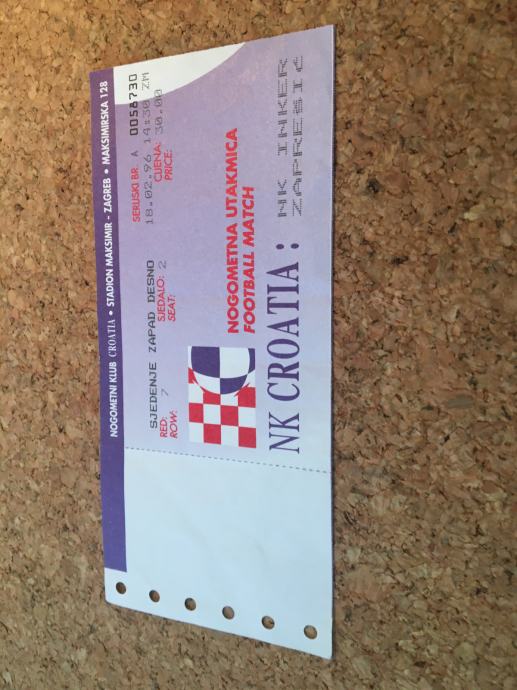 NOGOMETNI KLUB CROATIA • STADION MAKSIMIR - ZAGREB • MAKSIMIRSKA 128
SERIJSKI BR. A 0056730
SJEDENJE ZAPAD DESNO 18.02.96 14:30 ZM
RED: 7 SJEDALO: 2 CIJENA: 30.00
ROW: SEAT: PRICE:
NOGOMETNA UTAKMICA
FOOTBALL MATCH
NK CROATIA : NK INKER
ZAPREŠIĆ